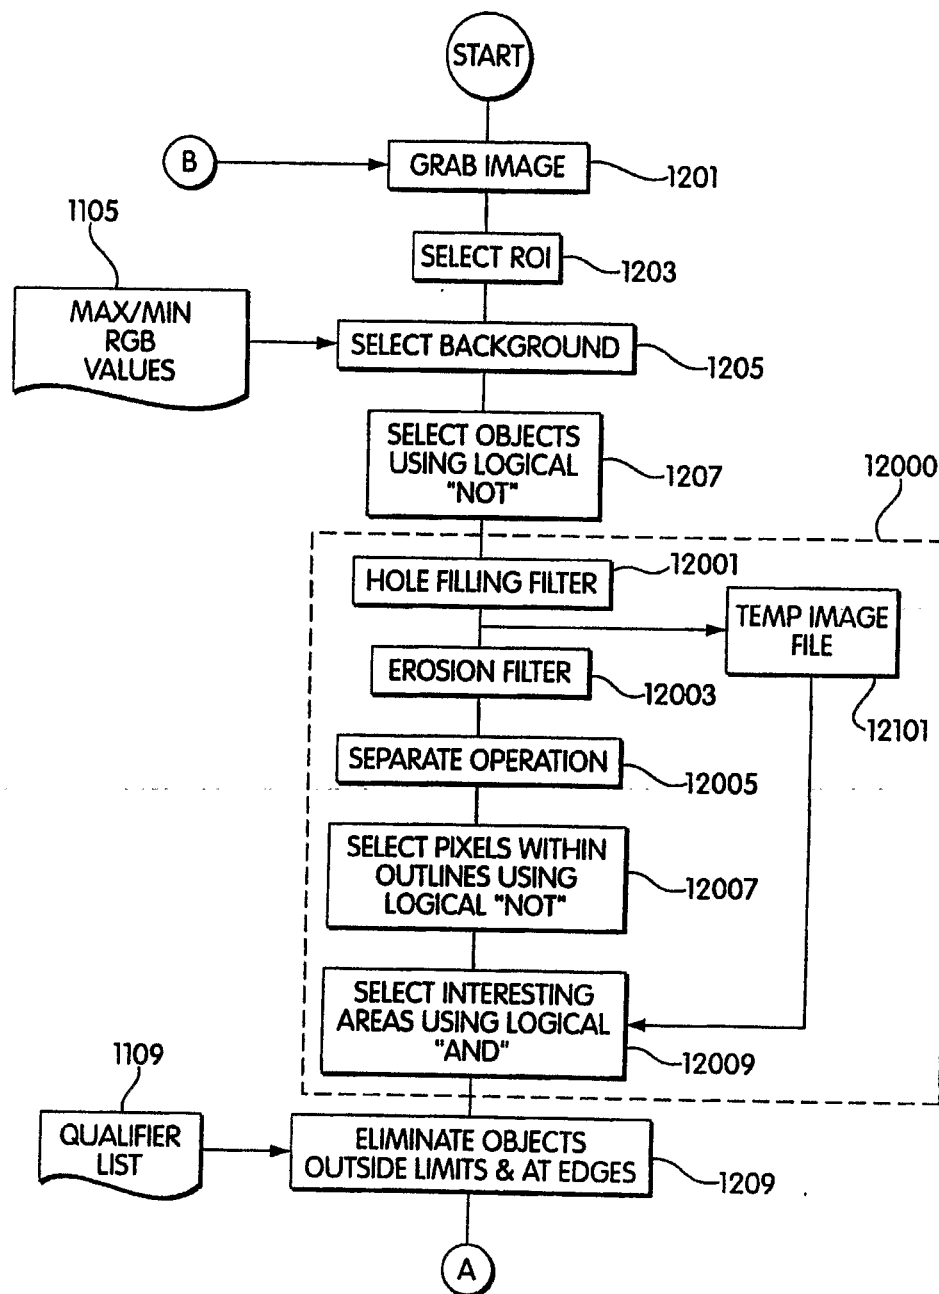 START
B
GRAB IMAGE
1201
1105
SELECT ROI
1203
MAX/MIN
RGB
VALUES
SELECT BACKGROUND
1205
SELECT OBJECTS
USING LOGICAL
"NOT"
1207
12000
HOLE FILLING FILTER
12001
TEMP IMAGE
FILE
12101
EROSION FILTER
12003
SEPARATE OPERATION
12005
SELECT PIXELS WITHIN
OUTLINES USING
LOGICAL "NOT"
12007
SELECT INTERESTING
AREAS USING LOGICAL
"AND"
12009
1109
QUALIFIER
LIST
ELIMINATE OBJECTS
OUTSIDE LIMITS & AT EDGES
1209
A